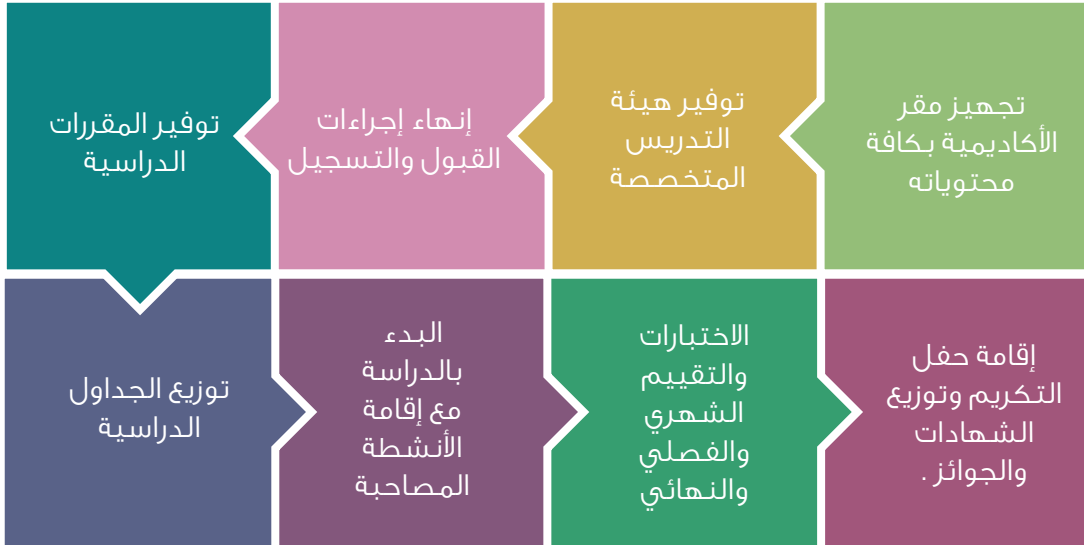 تجهيز مقر
الأكاديمية بكافة
محتوياته
توفير هيئة
التدريس
المتخصصة
إنهاء إجراءات
القبول والتسجيل
توفير المقررات
الدراسية
توزيع الجداول
الدراسية
البدء
بالدراسة
مع إقامة
الأنشطة
المصاحبة
الاختبارات
والتقييم
الشهري
والفصلي
والنهائي
إقامة حفل
التكريم وتوزيع
الشهادات
والجوائز .